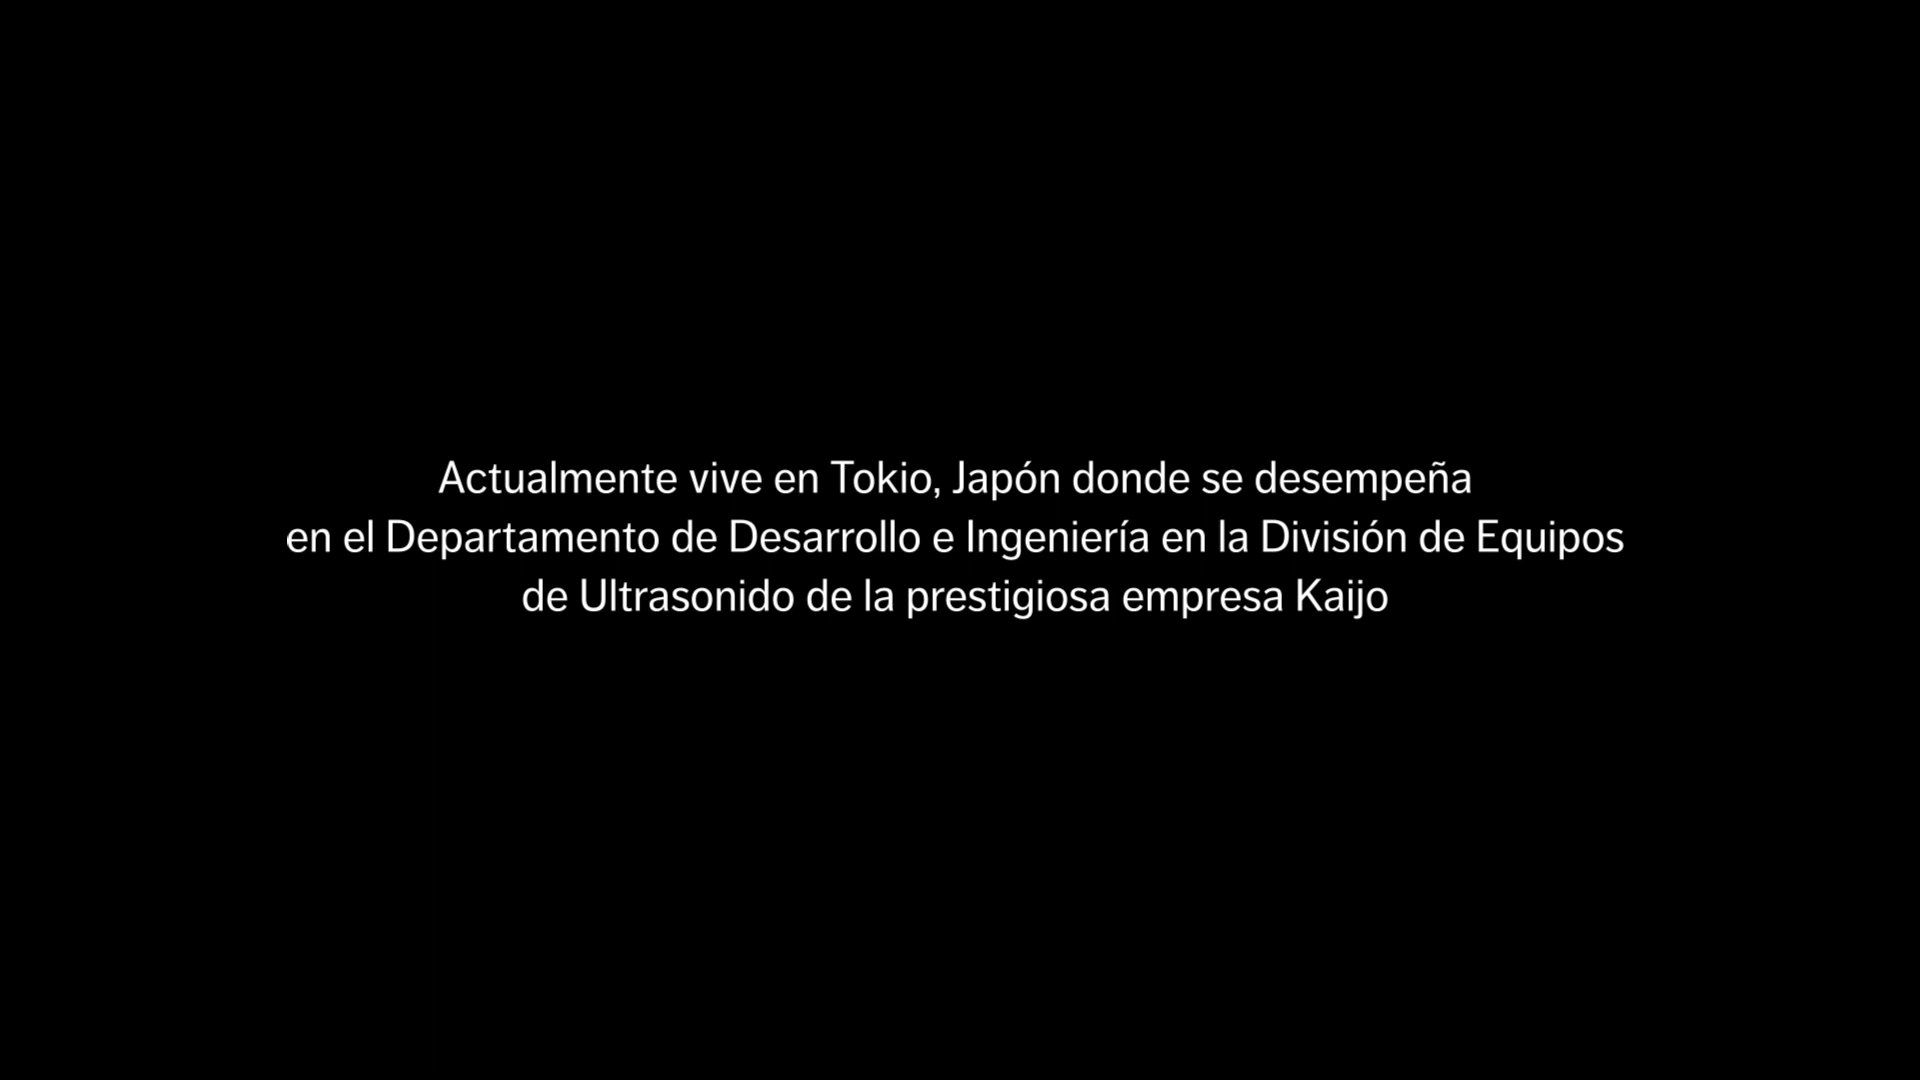 Actualmente vive en Tokio, Japón donde se desempeña
en el Departamento de Desarrollo e Ingeniería en la División de Equipos
de Ultrasonido de la prestigiosa empresa Kaijo